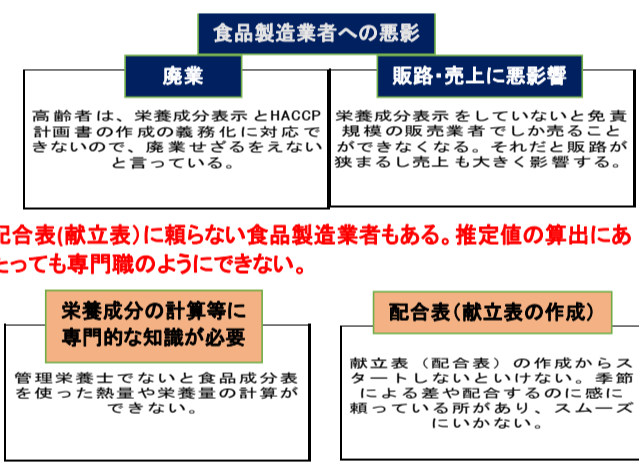 食品製造業者への悪影
廃業
高齢者は、栄養成分表示とHACCP
計画書の作成の義務化に対応で
きないので、廃業せざるをえない
と言っている。
販路・売上に悪影響
栄養成分表示をしていないと免責
規模の販売業者でしか売ること
ができなくなる。それだと販路が
狭まるし売上も大きく影響する。
配合表(献立表）に頼らない食品製造業者もある。推定値の算出にあ
たっても専門職のようにできない。
栄養成分の計算等に
専門的な知識が必要
管理栄養士でないと食品成分表
を使った熱量や栄養量の計算が
できない。
配合表（献立表の作成）
献立表（配合表）の作成からス
タートしないといけない。季節
による差や配合するのに感に
頼っている所があり、スムーズ
にいかない。